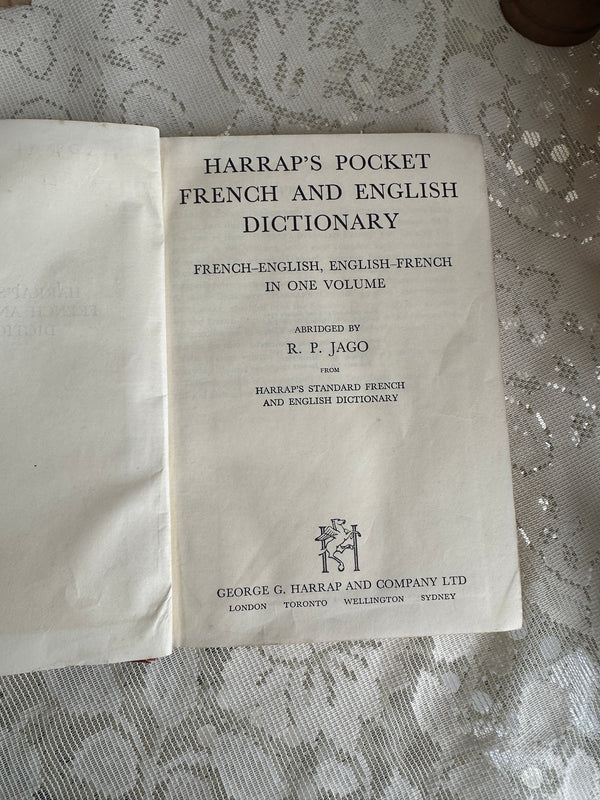 HARRAP'S POCKET
FRENCH AND ENGLISH
DICTIONARY
FRENCH–ENGLISH, ENGLISH–FRENCH
IN ONE VOLUME
ABRIDGED BY
R. P. JAGO
FROM
HARRAP'S STANDARD FRENCH
AND ENGLISH DICTIONARY
H
GEORGE G. HARRAP AND COMPANY LTD
LONDON TORONTO WELLINGTON SYDNEY